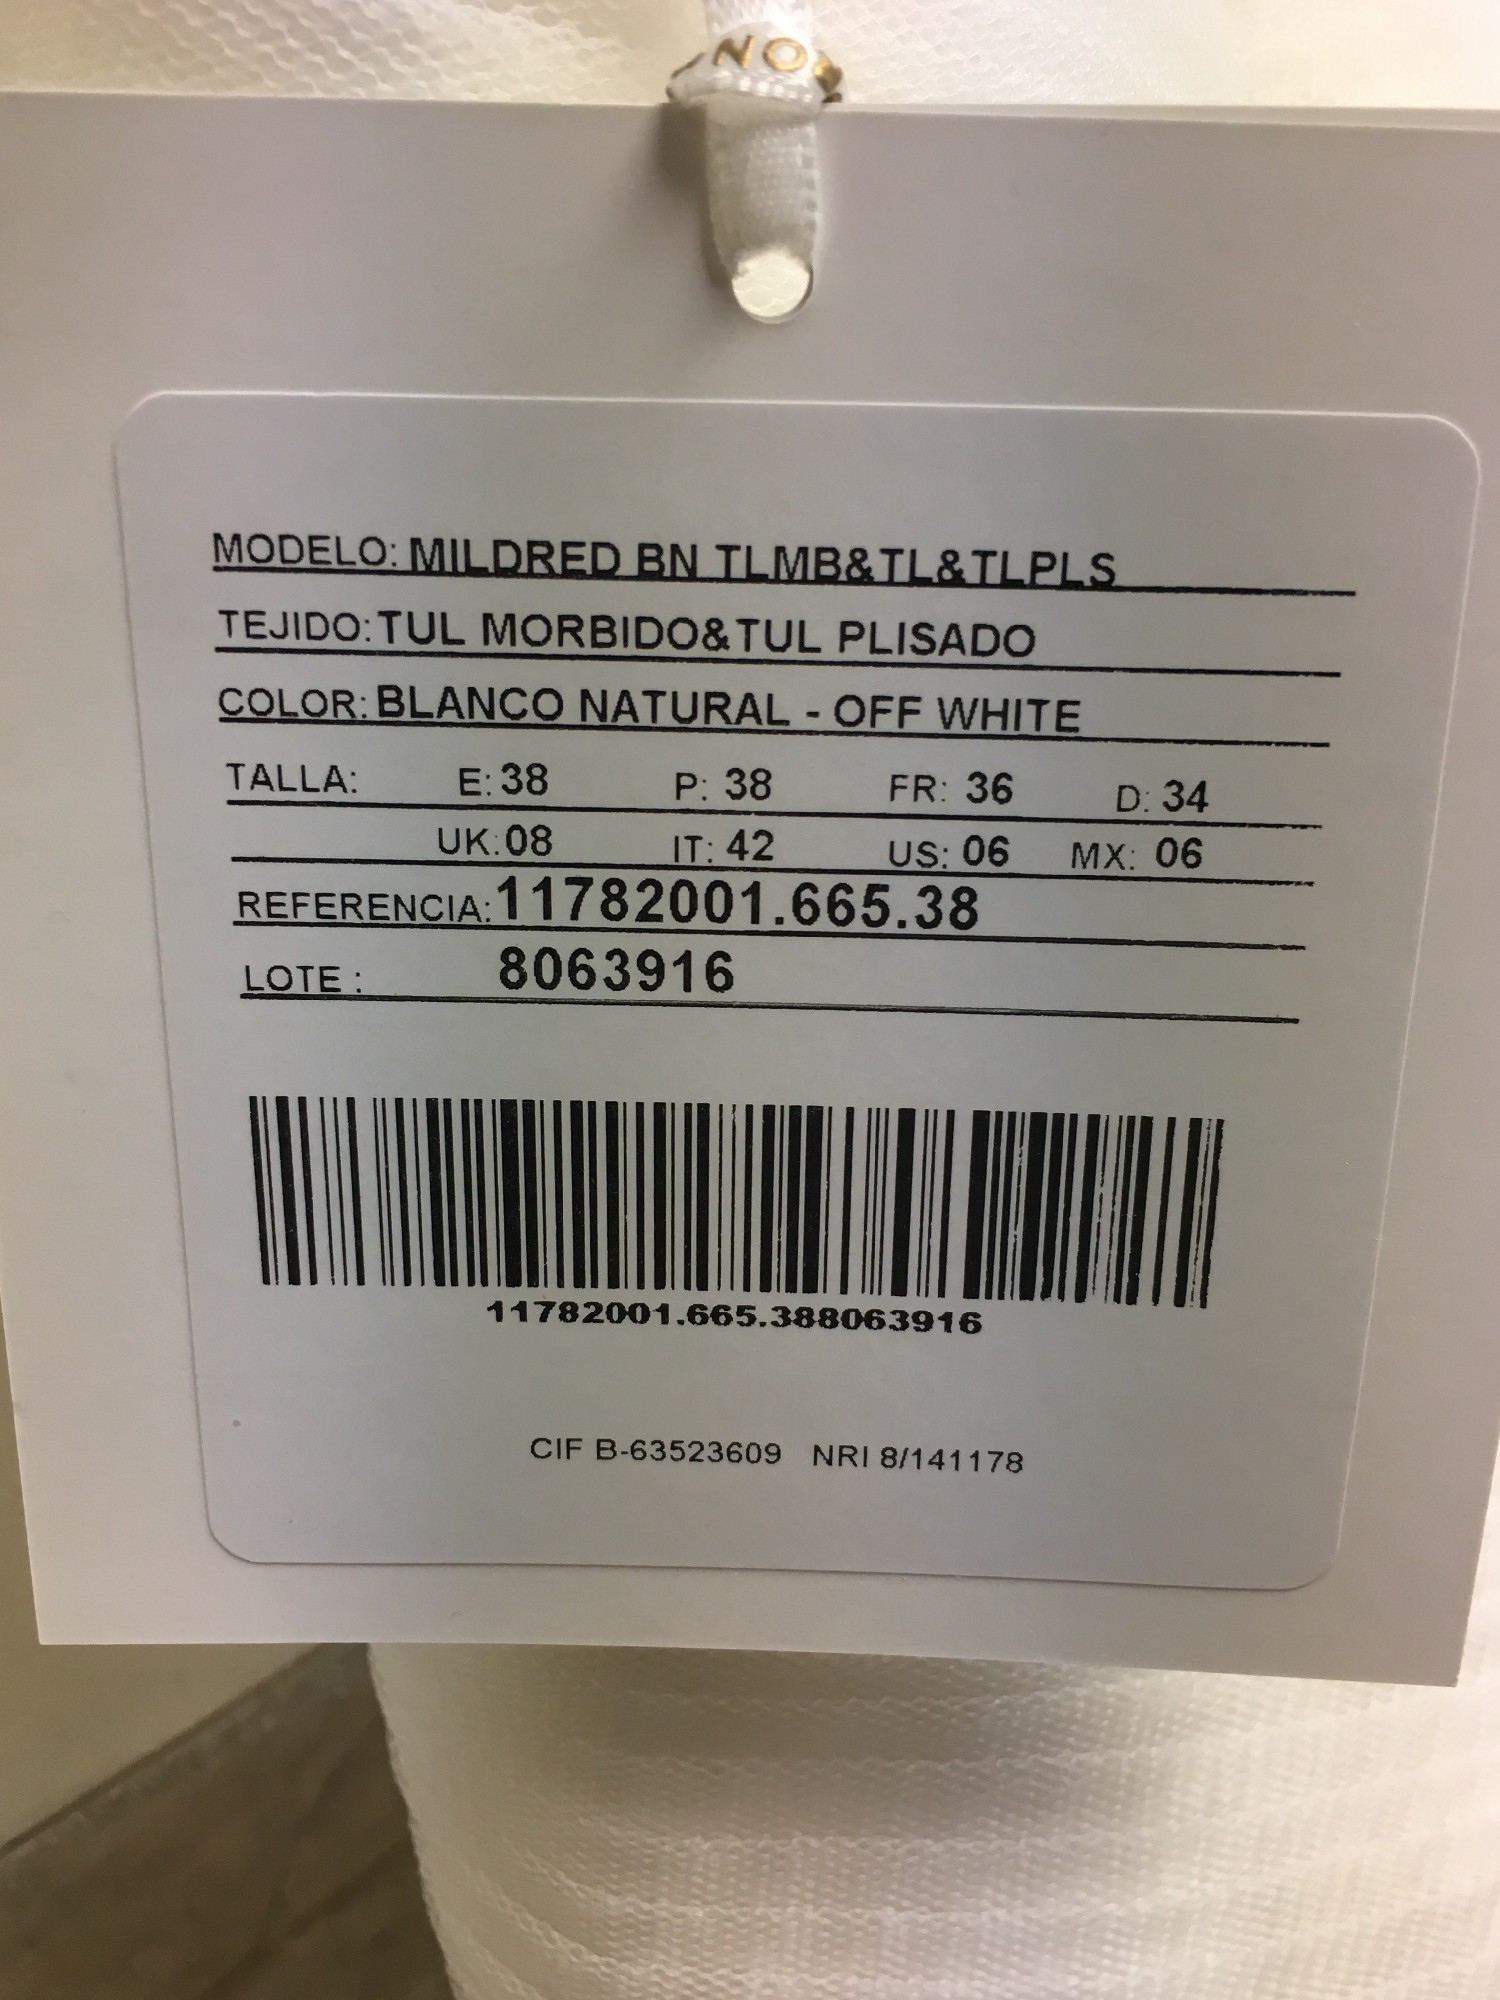 NO
MODELO: MILDRED BN TLMB&TL&TLPLS
TEJIDO: TUL MORBIDO&TUL PLISADO
COLOR: BLANCO NATURAL - OFF WHITE
TALLA: E: 38 P: 38 FR: 36 D: 34
UK: 08 IT: 42 US: 06 MX: 06
REFERENCIA: 11782001.665.38
LOTE : 8063916
11782001.665.388063916
CIF B-63523609 NRI 8/141178